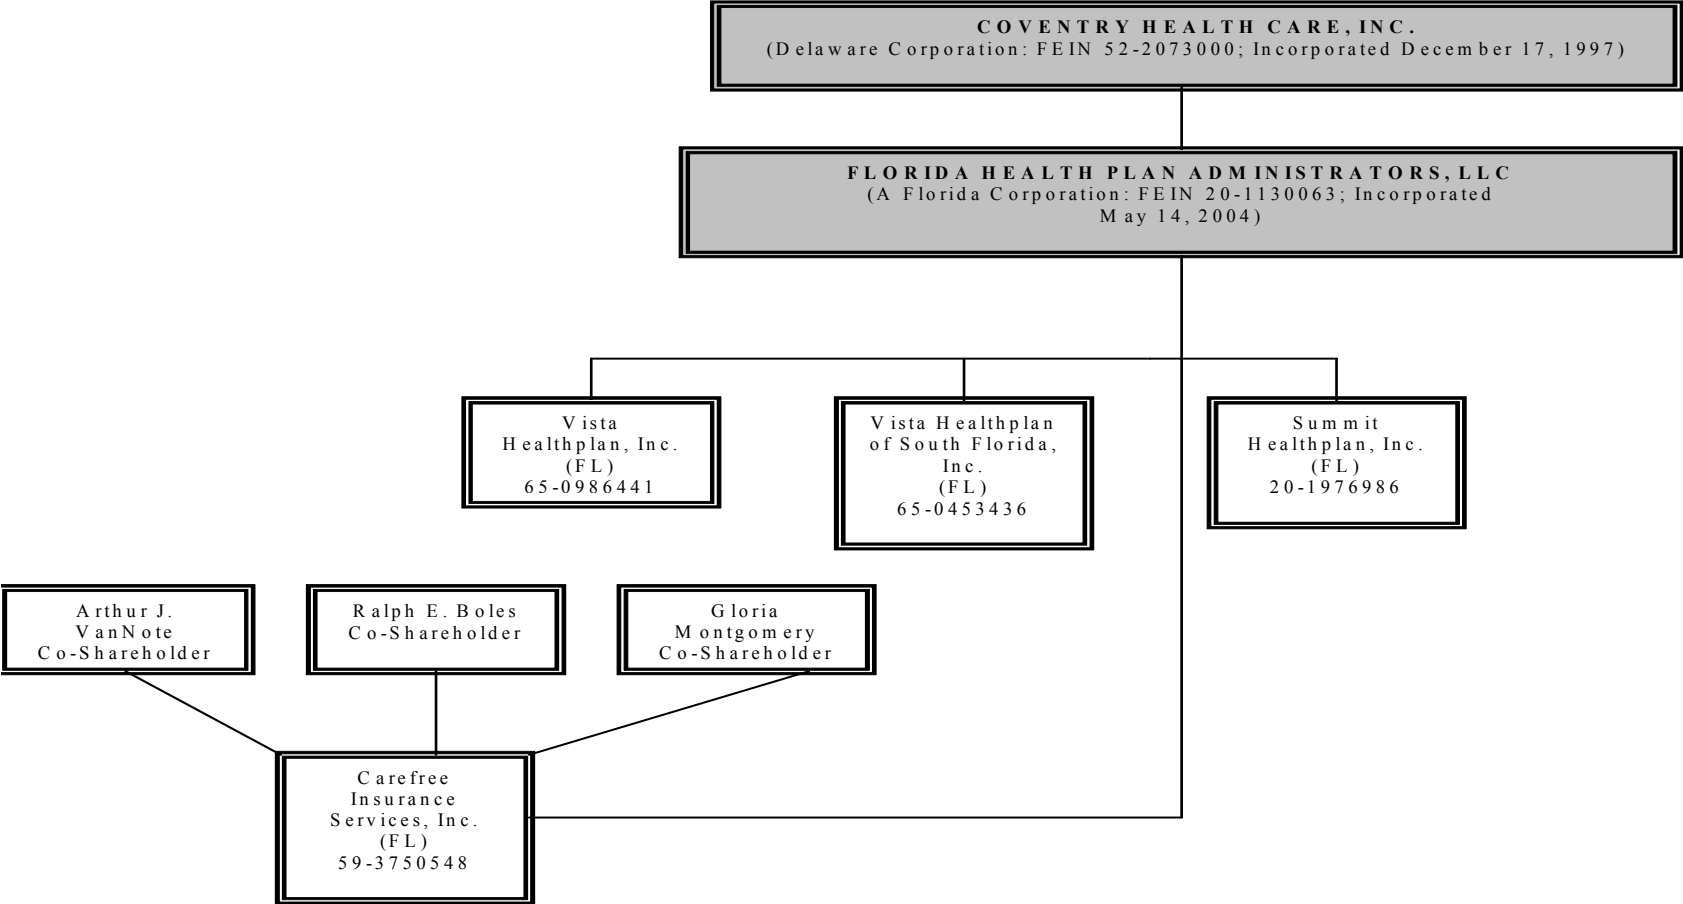 COVENTRY HEALTH CARE, INC.
(Delaware Corporation: FEIN 52-2073000; Incorporated December 17, 1997)
FLORIDA HEALTH PLAN ADMINISTRATORS, LLC
(A Florida Corporation: FEIN 20-1130063; Incorporated
May 14, 2004)
Vista
Healthplan, Inc.
(FL)
65-0986441
Vista Healthplan
of South Florida,
Inc.
(FL)
65-0453436
Summit
Healthplan, Inc.
(FL)
20-1976986
Arthur J.
VanNote
Co-Shareholder
Ralph E. Boles
Co-Shareholder
Gloria
Montgomery
Co-Shareholder
Carefree
Insurance
Services, Inc.
(FL)
59-3750548